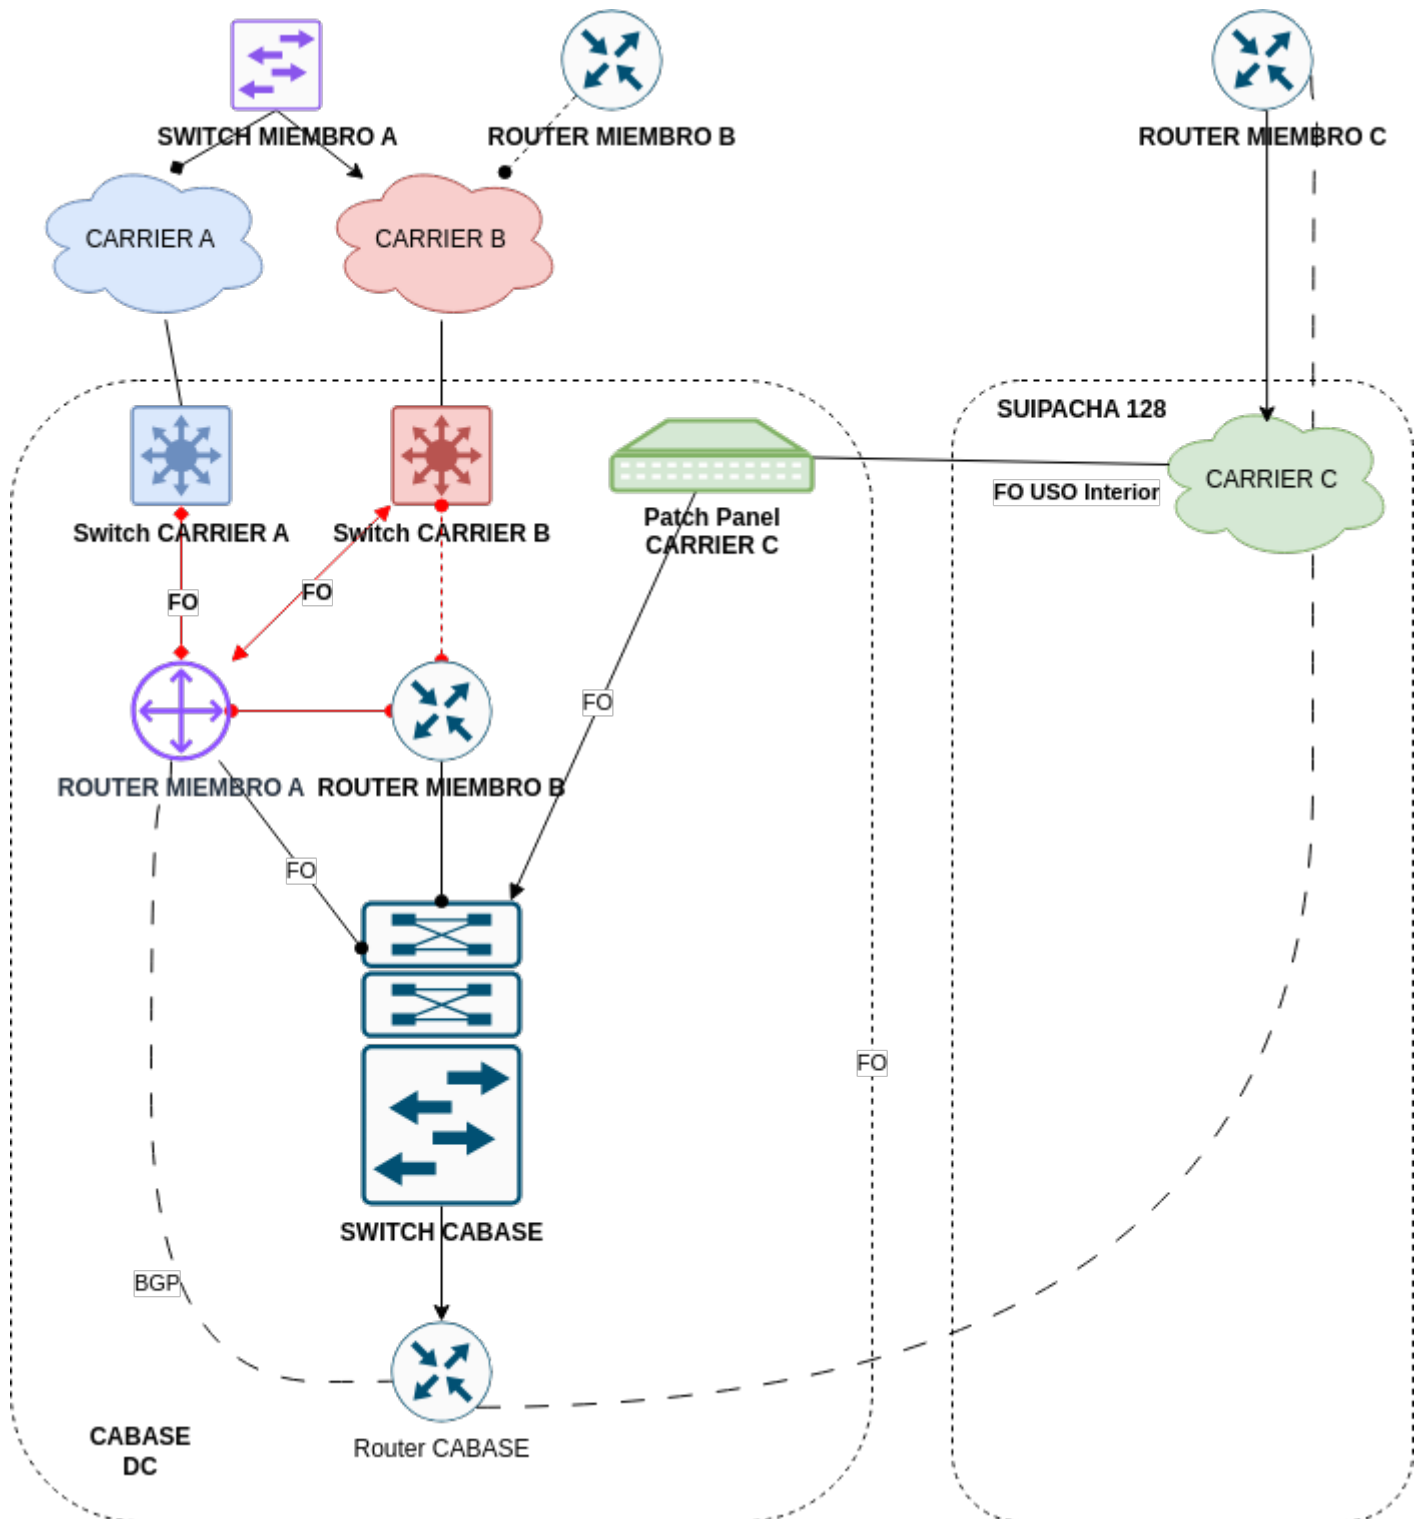 SWITCH MIEMBRO A
ROUTER MIEMBRO B
ROUTER MIEMBRO C
CARRIER A
CARRIER B
SUIPACHA 128
CARRIER C
FO USO Interior
Switch CARRIER A
Switch CARRIER B
Patch Panel
CARRIER C
FO
FO
FO
ROUTER MIEMBRO A
ROUTER MIEMBRO B
FO
FO
SWITCH CABASE
BGP
Router CABASE
CABASE
DC